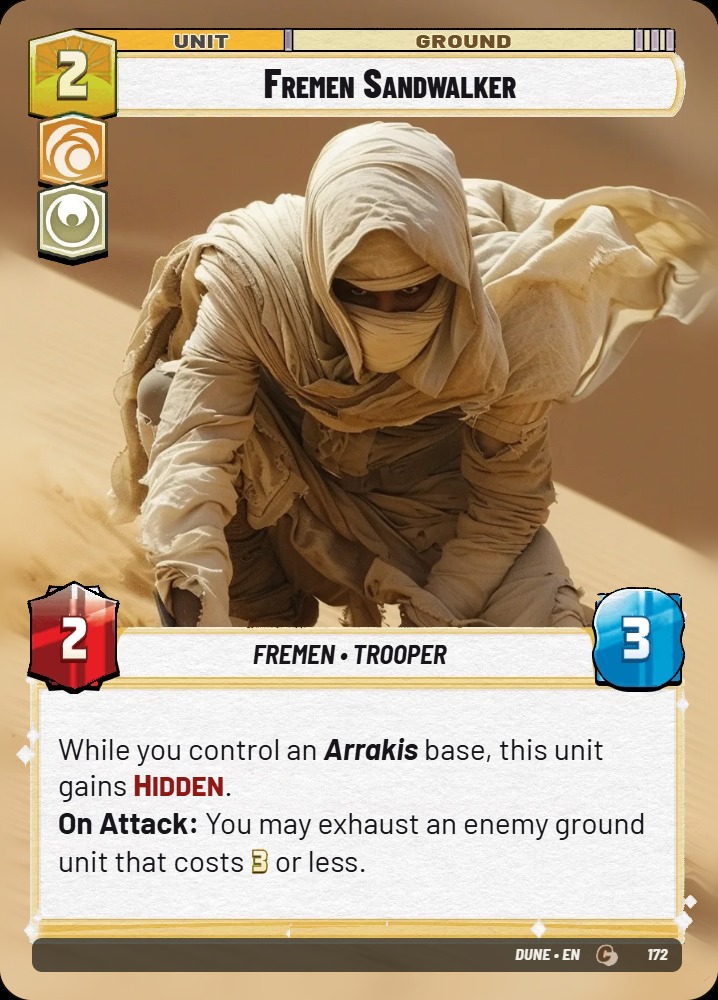 UNIT
GROUND
2
FREMEN SANDWALKER
2
FREMEN • TROOPER
3
While you control an Arrakis base, this unit
gains HIDDEN.
On Attack: You may exhaust an enemy ground
unit that costs 3 or less.
DUNE • EN C 172